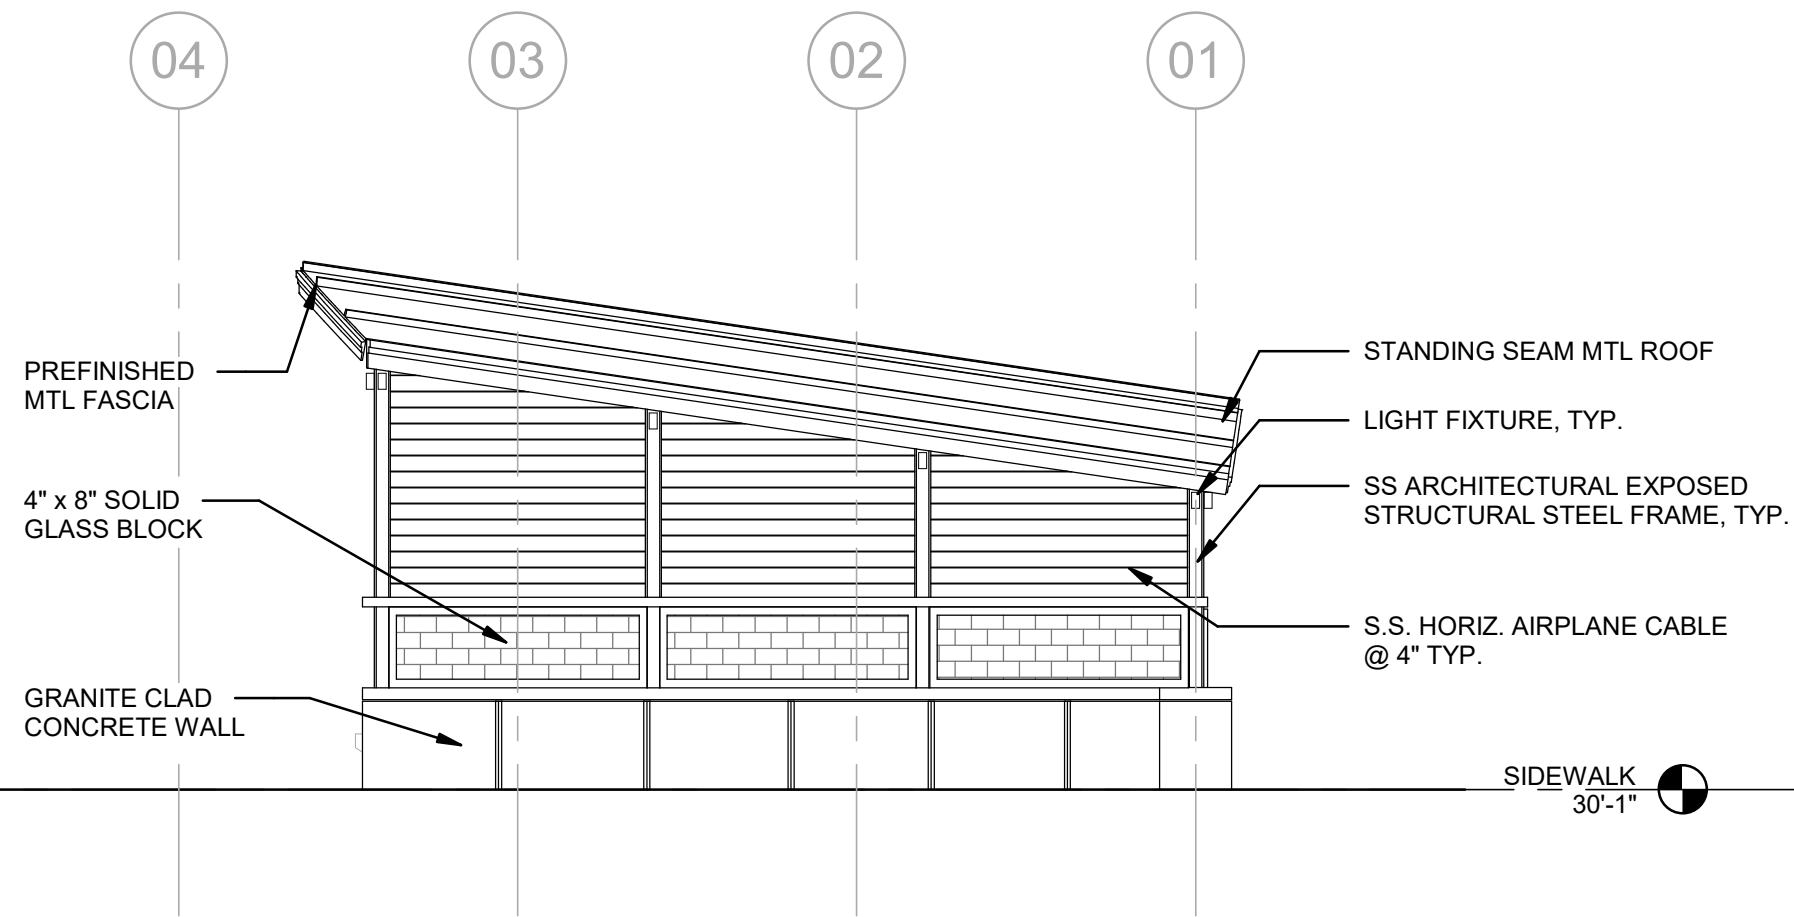 04
03
02
01
PREFINISHED
MTL FASCIA
4" x 8" SOLID
GLASS BLOCK
GRANITE CLAD
CONCRETE WALL
STANDING SEAM MTL ROOF
LIGHT FIXTURE, TYP.
SS ARCHITECTURAL EXPOSED
STRUCTURAL STEEL FRAME, TYP.
S.S. HORIZ. AIRPLANE CABLE
@ 4" TYP.
SIDEWALK
30'-1"